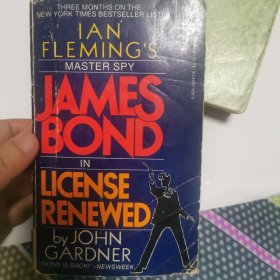 THREE MONTHS ON THE
NEW YORK TIMES BESTSELLER LIST!
IAN
FLEMING'S
MASTER SPY
JAMES
BOND
IN
LICENSE
RENEWED
by JOHN
GARDNER
"BOND IS BACK!"—NEWSWEEK